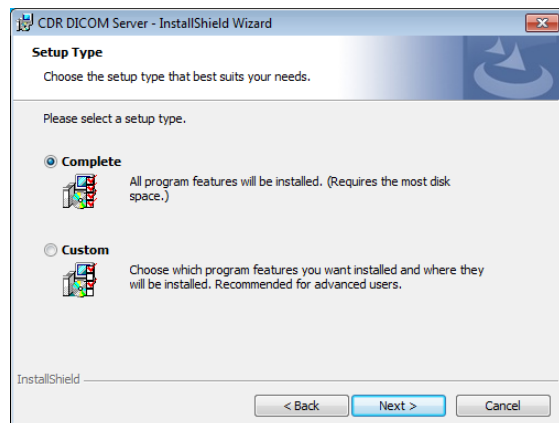 CDR DICOM Server - InstallShield Wizard
Setup Type
Choose the setup type that best suits your needs.
Please select a setup type.
Complete
All program features will be installed. (Requires the most disk
space.)
Custom
Choose which program features you want installed and where they
will be installed. Recommended for advanced users.
InstallShield
< Back
Next >
Cancel